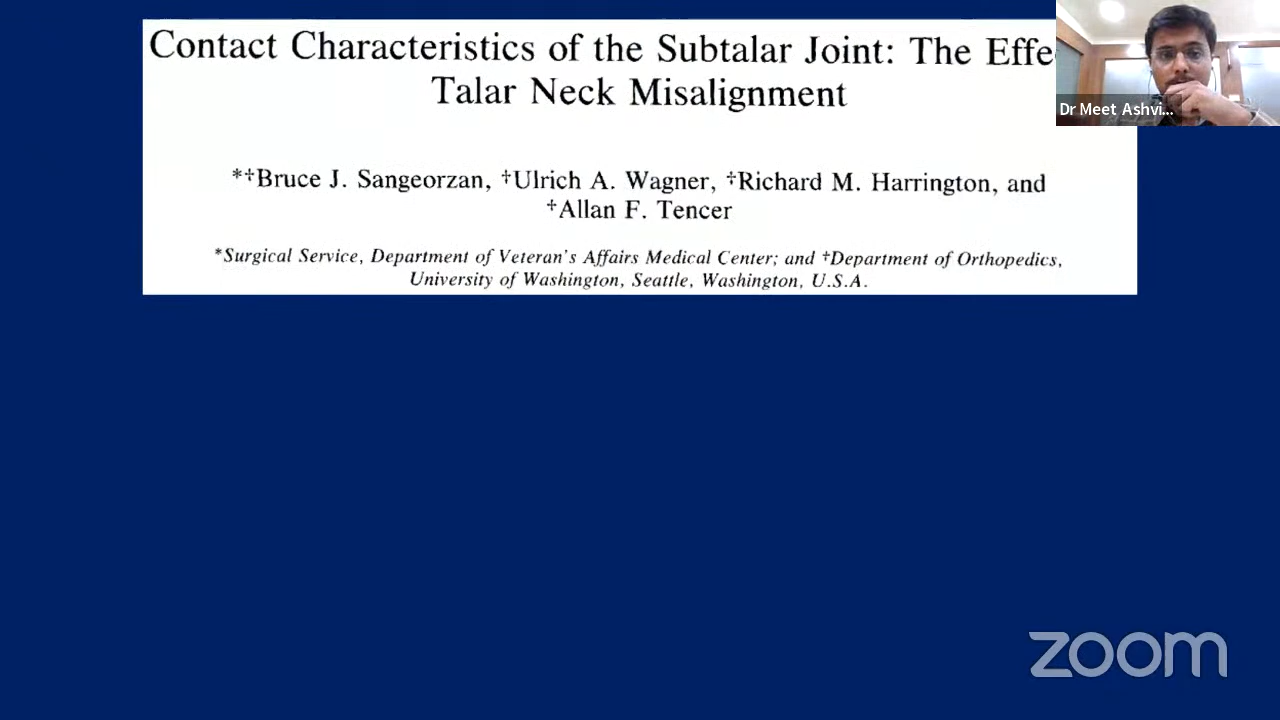 Contact Characteristics of the Subtalar Joint: The Effe
Talar Neck Misalignment
*†Bruce J. Sangeorzan, †Ulrich A. Wagner, †Richard M. Harrington, and
†Allan F. Tencer
*Surgical Service, Department of Veteran's Affairs Medical Center; and †Department of Orthopedics,
University of Washington, Seattle, Washington, U.S.A.
Dr Meet Ashvi...
zoom